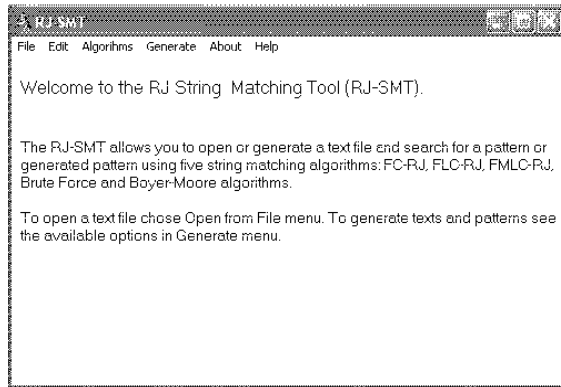 RJ-SMT
File Edit Algorihms Generate About Help
Welcome to the RJ String Matching Tool (RJ-SMT).
The RJ-SMT allows you to open or generate a text file and search for a pattern or
generated pattern using five string matching algorithms: FC-RJ, FLC-RJ, FMLC-RJ,
Brute Force and Boyer-Moore algorithms.
To open a text file chose Open from File menu. To generate texts and patterns see
the available options in Generate menu.